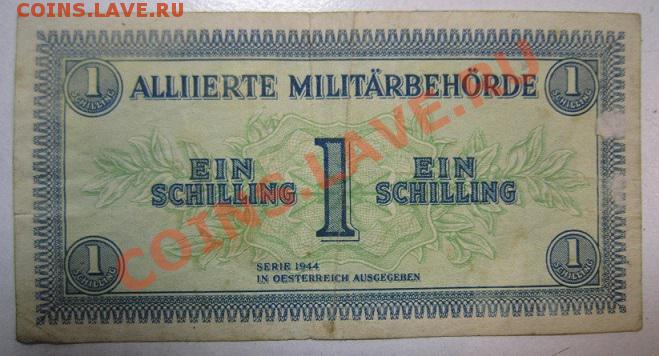 COINS.LAVE.RU
COINS.LAVE.RU
1 SCHILLING
1 SCHILLING
ALLIIERTE MILITÄRBEHÖRDE
EIN SCHILLING
1
EIN SCHILLING
COINS.LAVE.RU
SERIE 1944
IN OESTERREICH AUSGEGEBEN
1 SCHILLING
1 SCHILLING